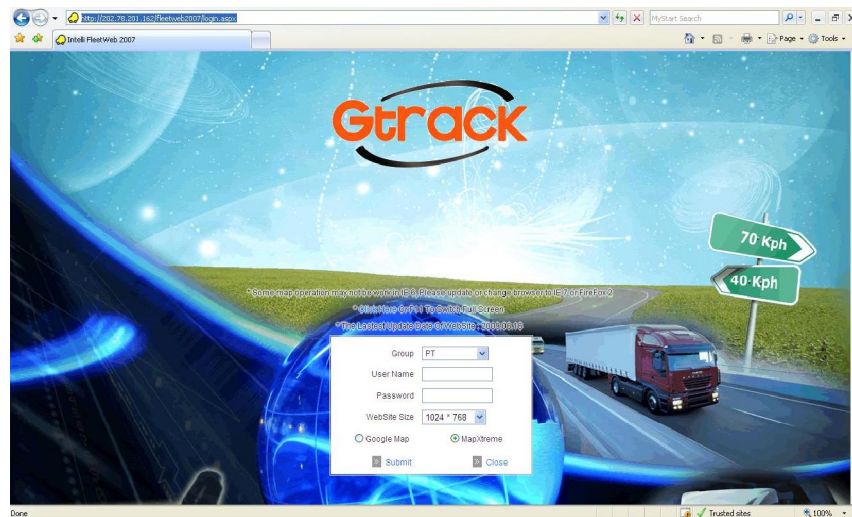 http://202.78.201.162/fleetweb2007/login.aspx
MyStart Search
Intelli FleetWeb 2007
Page
Tools
Gtrack
70 Kph
40 Kph
* Some map operation may not be work in IE 6, Please update or change browser to IE 7 or FireFox 2
* Click Here Or F11 To Switch Full Screen
* The Lastest Update Date Of WebSite :
Group PT
User Name
Password
WebSite Size 1024 * 768
Google Map MapXtreme
Submit Close
Done Trusted sites 100%